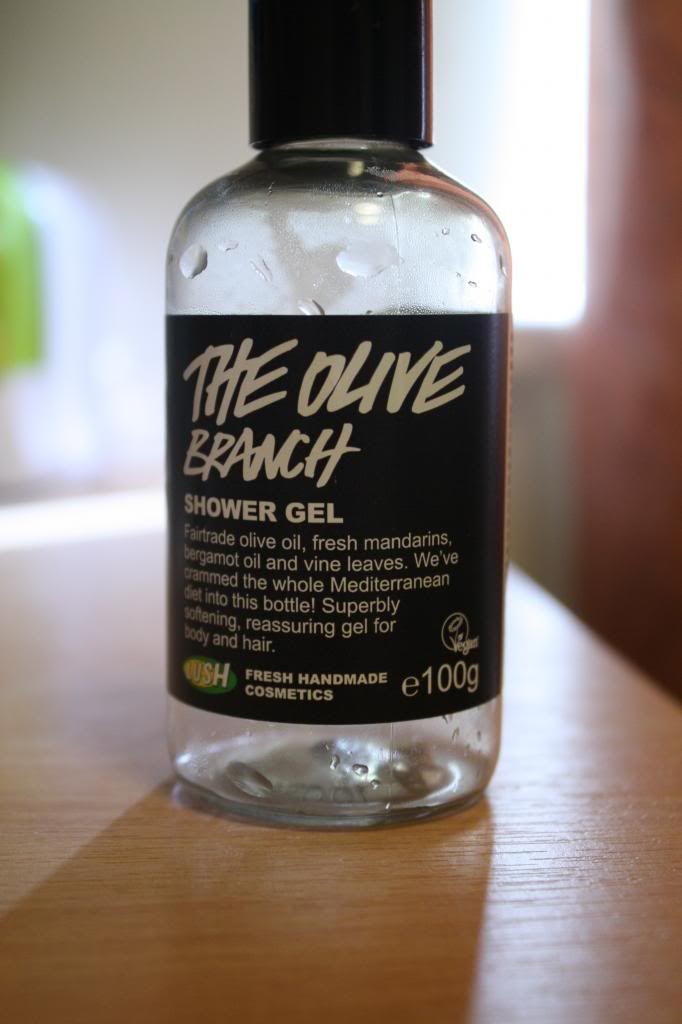 THE OLIVE
BRANCH
SHOWER GEL
Fairtrade olive oil, fresh mandarins,
bergamot oil and vine leaves. We've
crammed the whole Mediterranean
diet into this bottle! Superbly
softening, reassuring gel for
body and hair.
Vegan
LUSH
FRESH HANDMADE
COSMETICS
e100g